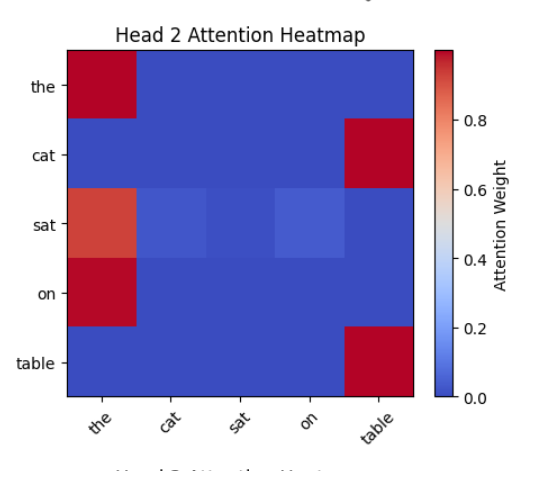 Head 2 Attention Heatmap
the
cat
sat
on
table
the
cat
sat
on
table
0.8
0.6
0.4
0.2
0.0
Attention Weight